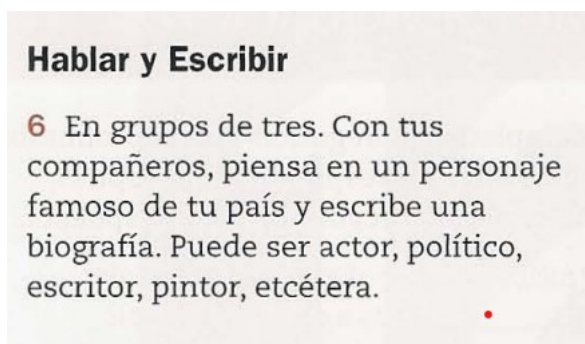 Hablar y Escribir
6 En grupos de tres. Con tus
compañeros, piensa en un personaje
famoso de tu país y escribe una
biografía. Puede ser actor, político,
escritor, pintor, etcétera.